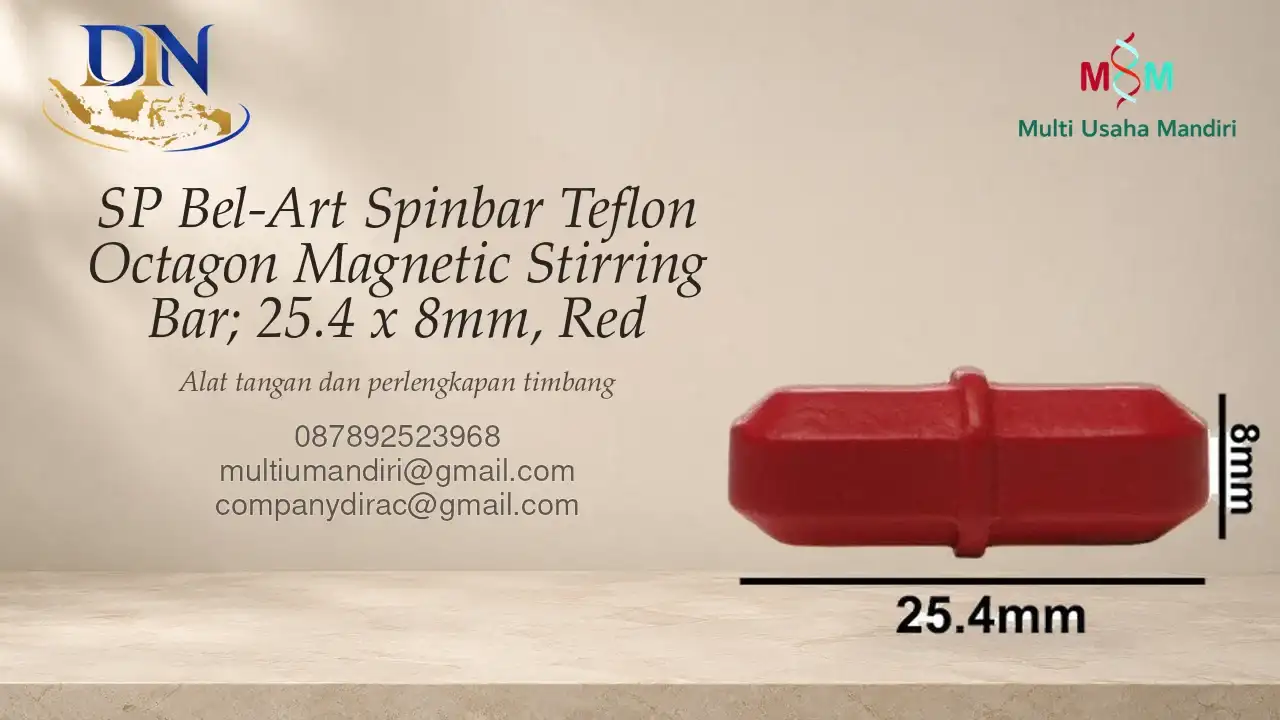 DN
M M
Multi Usaha Mandiri
SP Bel-Art Spinbar Teflon
Octagon Magnetic Stirring
Bar; 25.4 x 8mm, Red
Alat tangan dan perlengkapan timbang
087892523968
multiumandiri@gmail.com
companydirac@gmail.com
8mm
25.4mm